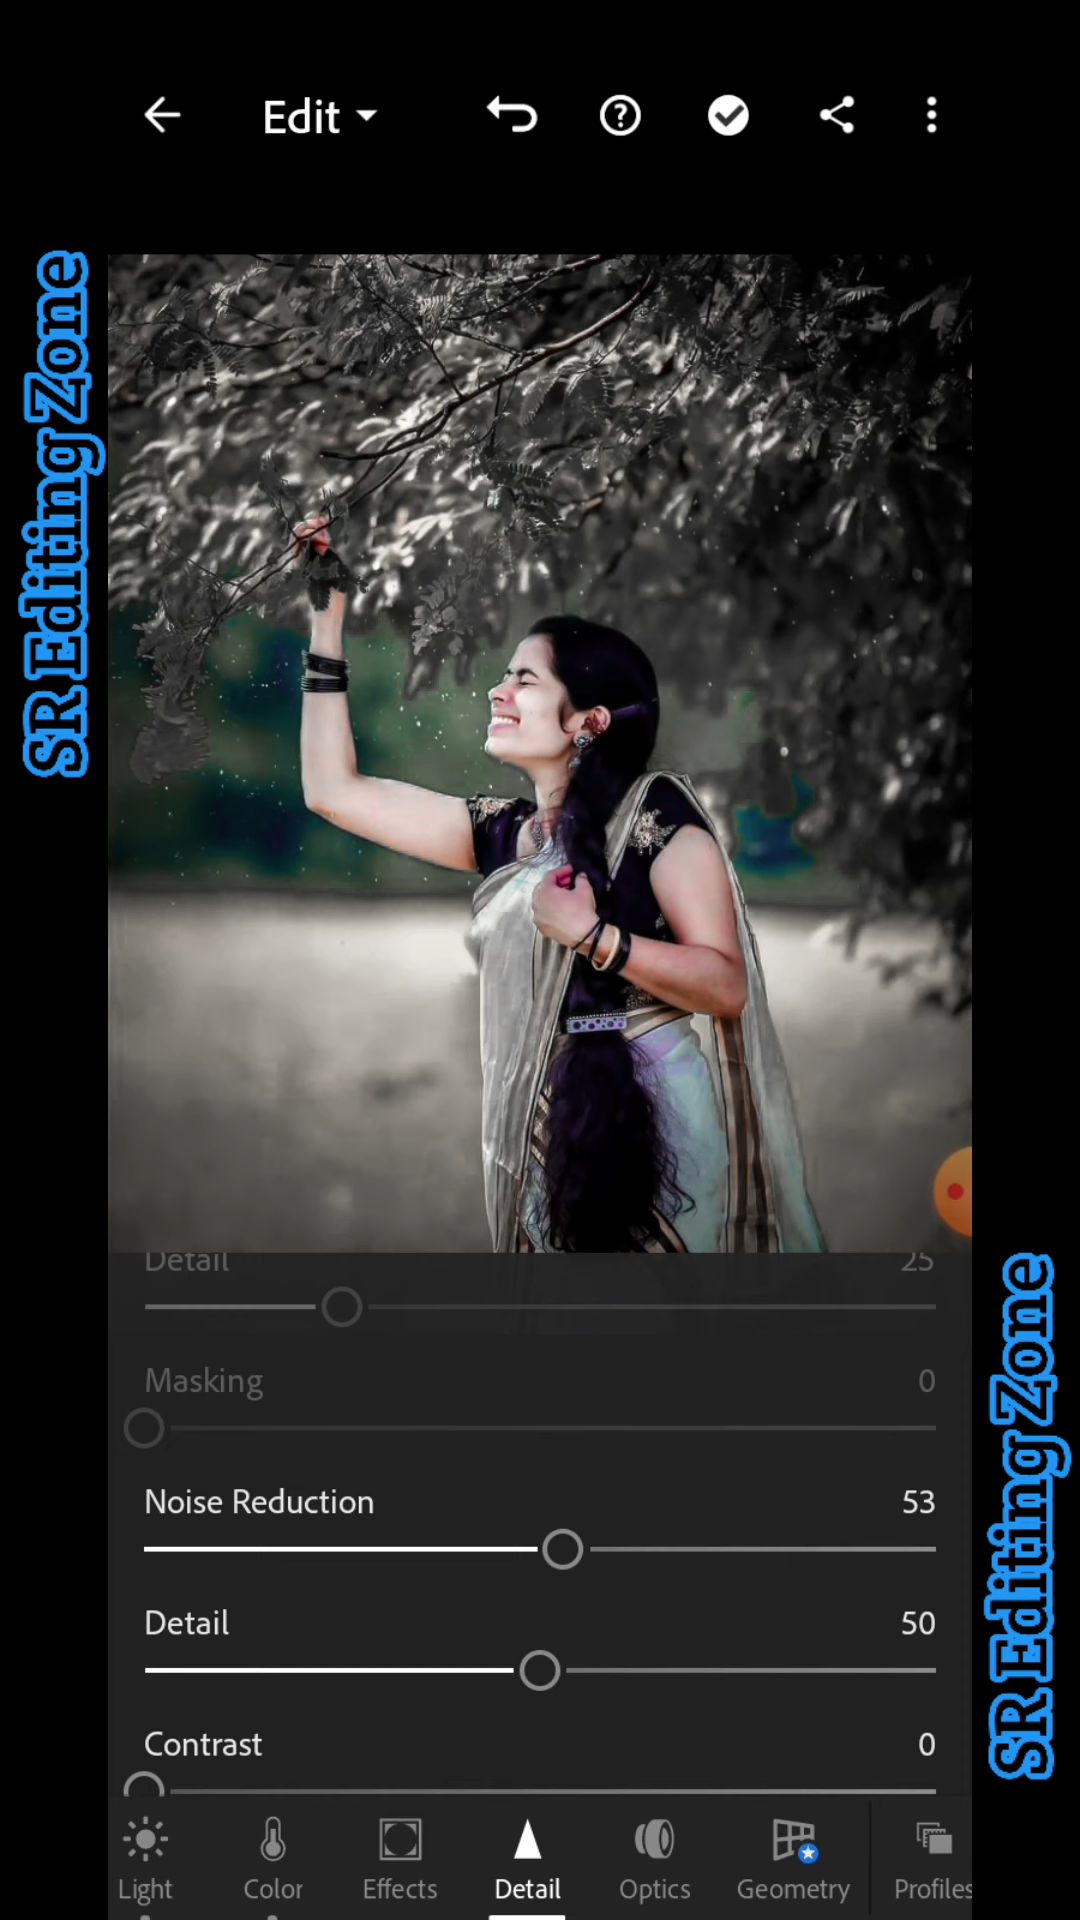 Edit
SR Editing Zone
Detail 25
Masking 0
Noise Reduction 53
Detail 50
Contrast 0
SR Editing Zone
Light Color Effects Detail Optics Geometry Profiles